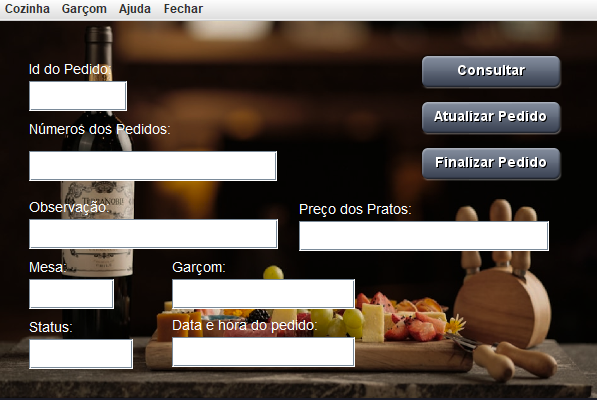 Cozinha Garçom Ajuda Fechar
Id do Pedido:
Consultar
Atualizar Pedido
Números dos Pedidos:
Finalizar Pedido
Observação:
Preço dos Pratos:
Mesa:
Garçom:
Status:
Data e hora do pedido: